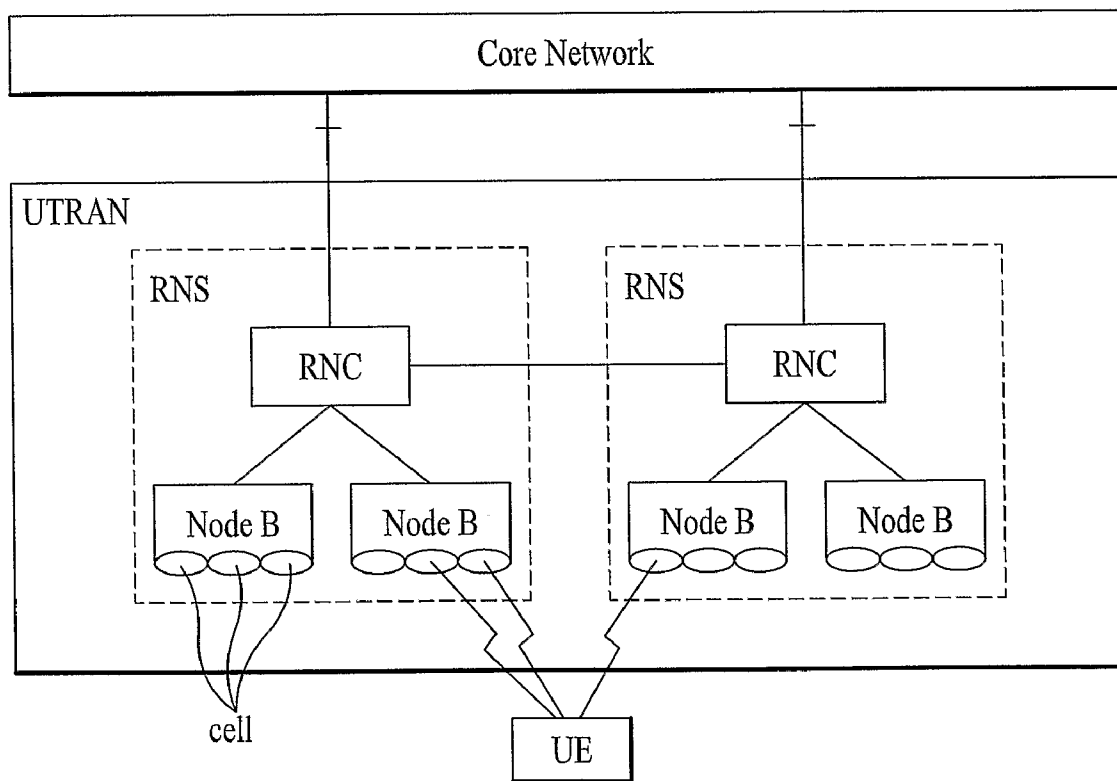 Core Network
UTRAN
RNS
RNS
RNC
RNC
Node B
Node B
Node B
Node B
cell
UE